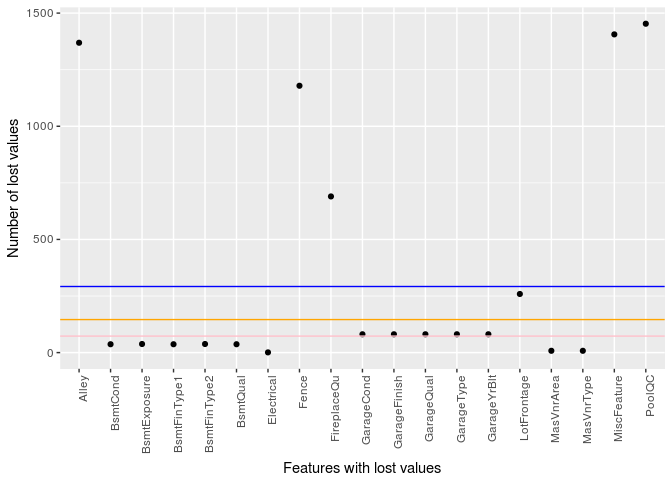 1500
1000
500
0
Number of lost values
Alley
BsmtCond
BsmtExposure
BsmtFinType1
BsmtFinType2
BsmtQual
Electrical
Fence
FireplaceQu
GarageCond
GarageFinish
GarageQual
GarageType
GarageYrBlt
LotFrontage
MasVnrArea
MasVnrType
MiscFeature
PoolQC
Features with lost values